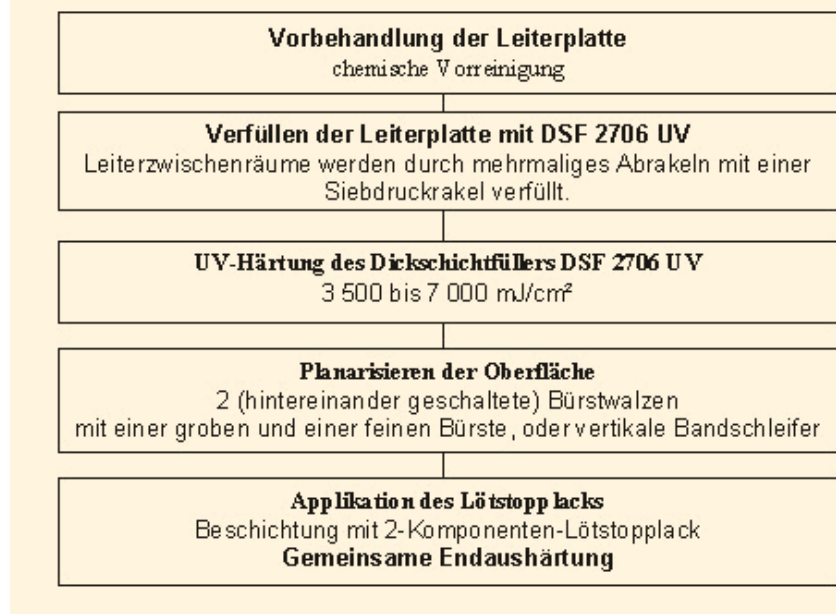 Vorbehandlung der Leiterplatte
chemische Vorreinigung
Verfüllen der Leiterplatte mit DSF 2706 UV
Leiterzwischenräume werden durch mehrmaliges Abrakeln mit einer
Siebdruckrakel verfüllt.
UV-Härtung des Dickschichtfüllers DSF 2706 UV
3 500 bis 7 000 mJ/cm²
Planarisieren der Oberfläche
2 (hintereinander geschaltete) Bürstwalzen
mit einer groben und einer feinen Bürste, oder vertikale Bandschleifer
Applikation des Lötstopplacks
Beschichtung mit 2-Komponenten-Lötstopplack
Gemeinsame Endaushärtung